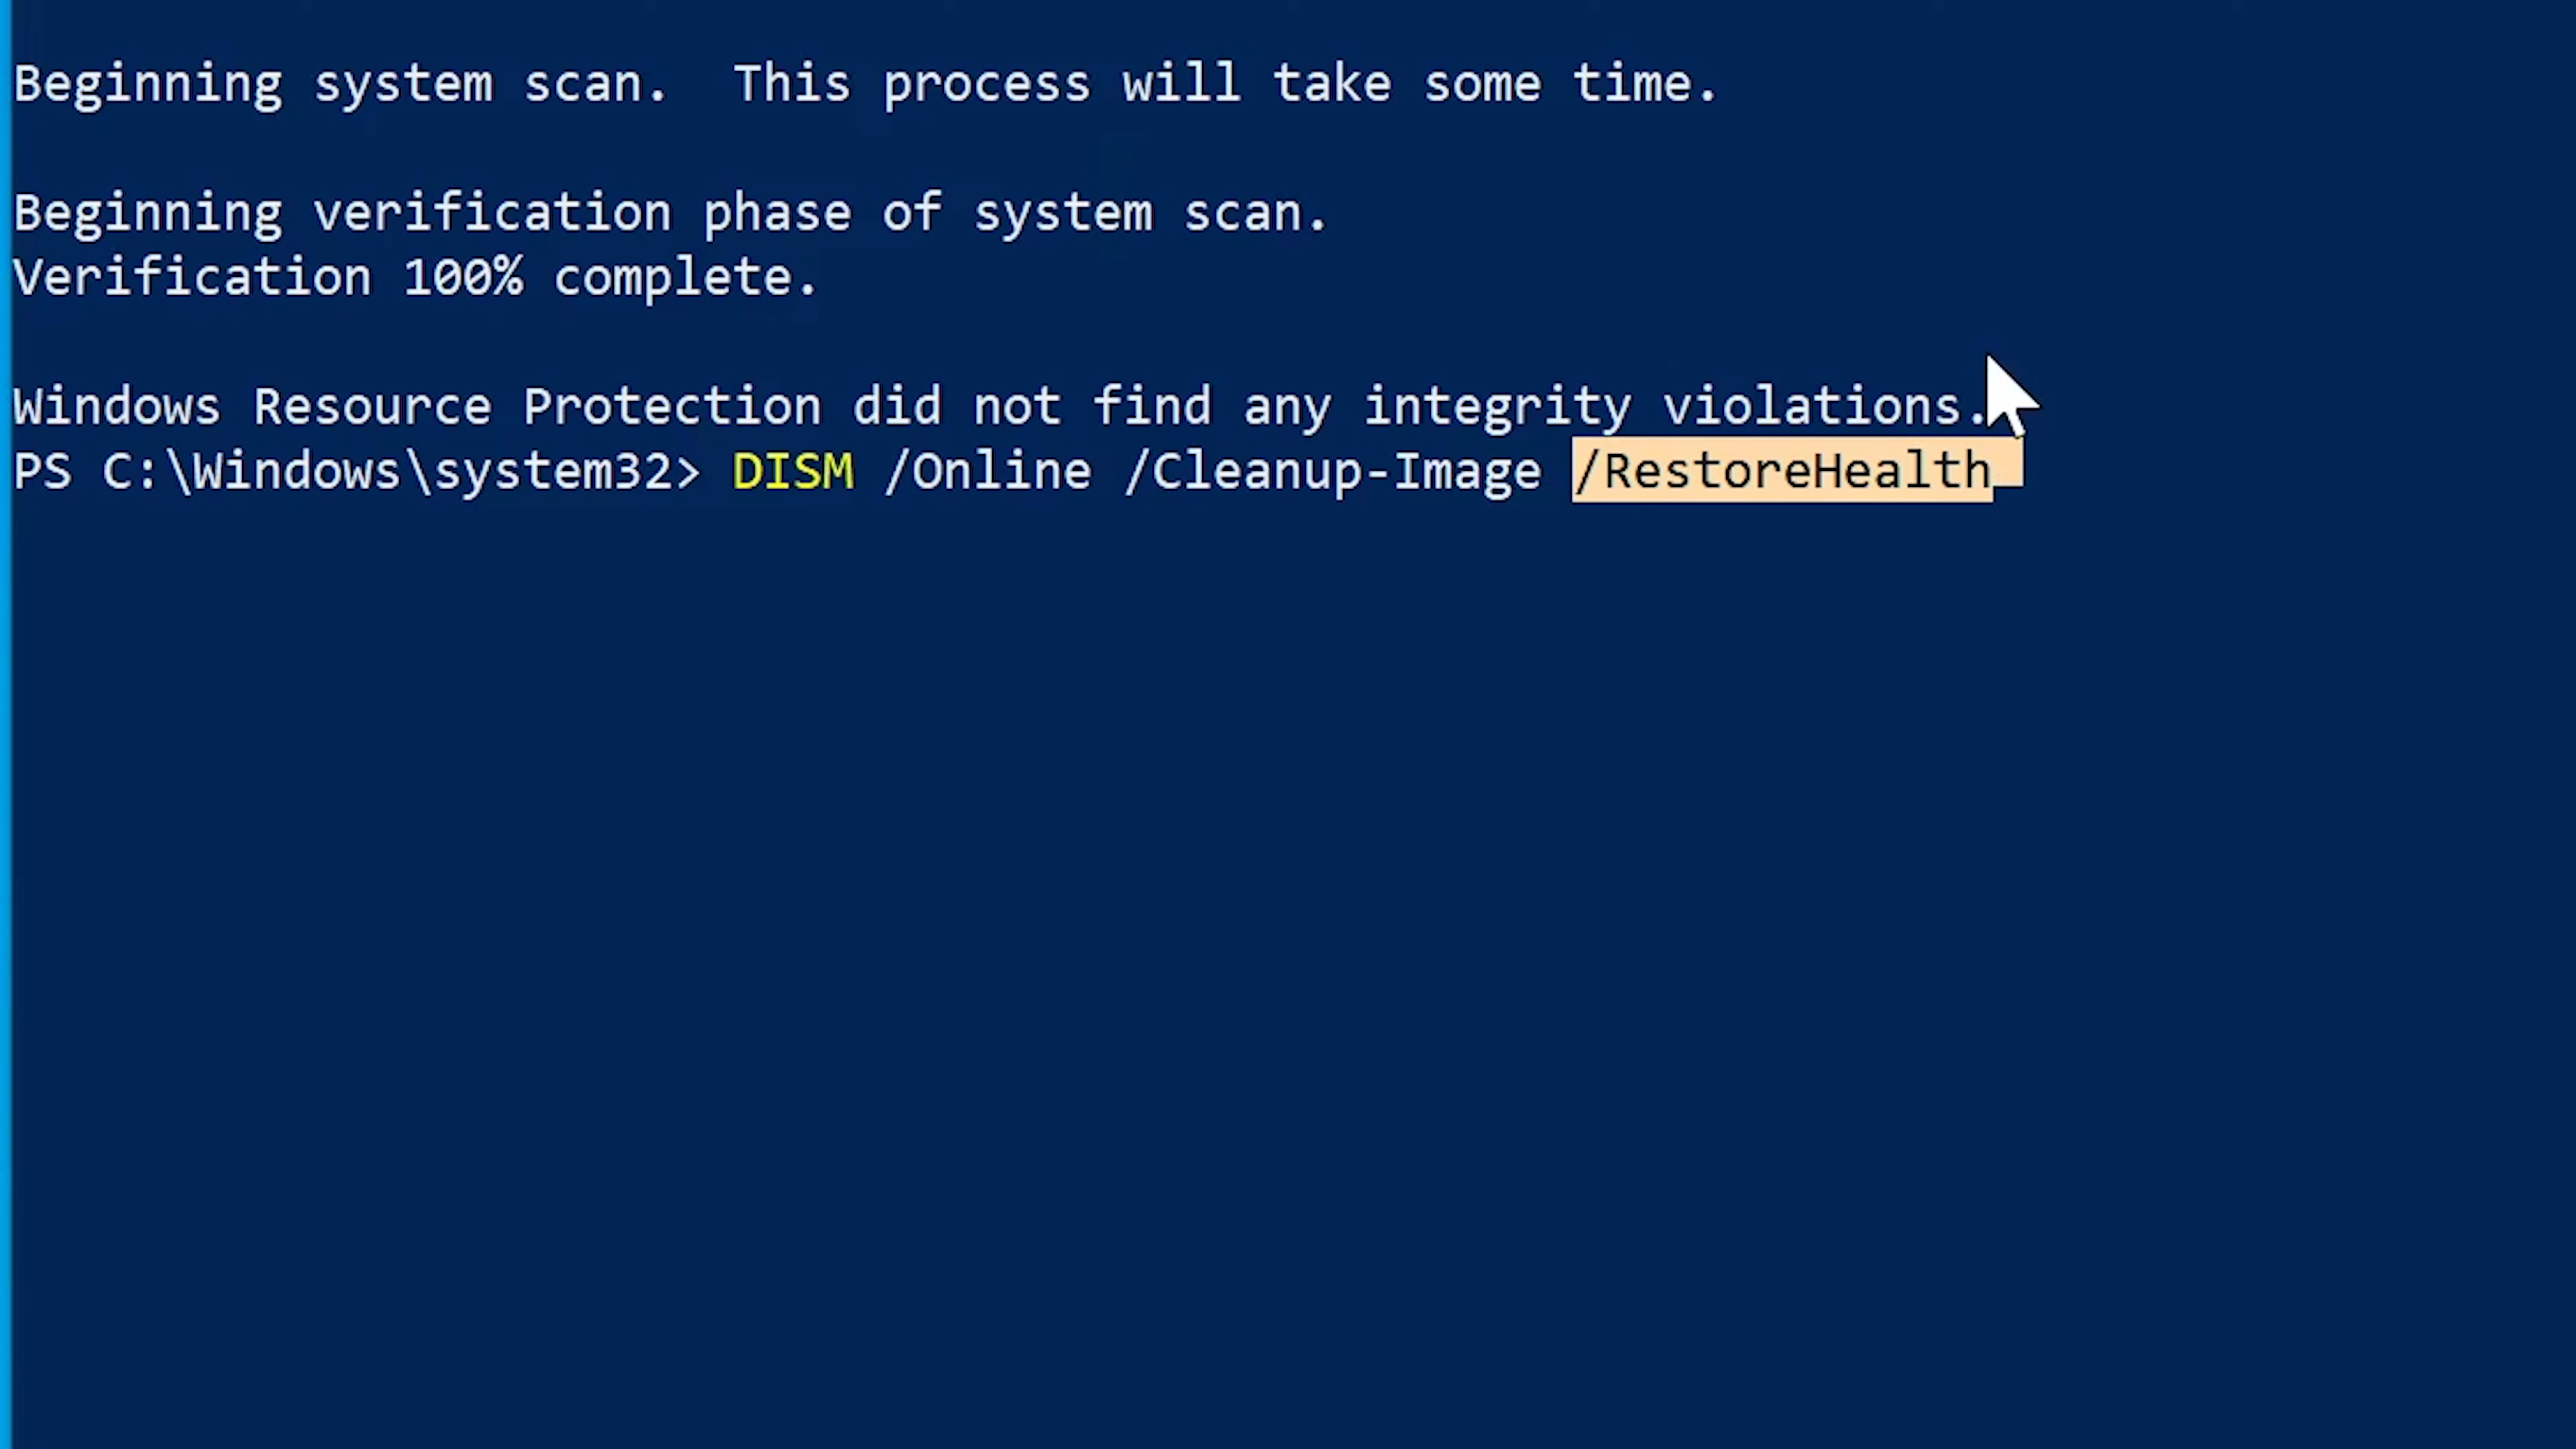 Beginning system scan.  This process will take some time.
Beginning verification phase of system scan.
Verification 100% complete.
Windows Resource Protection did not find any integrity violations.
PS C:\Windows\system32> DISM /Online /Cleanup-Image /RestoreHealth